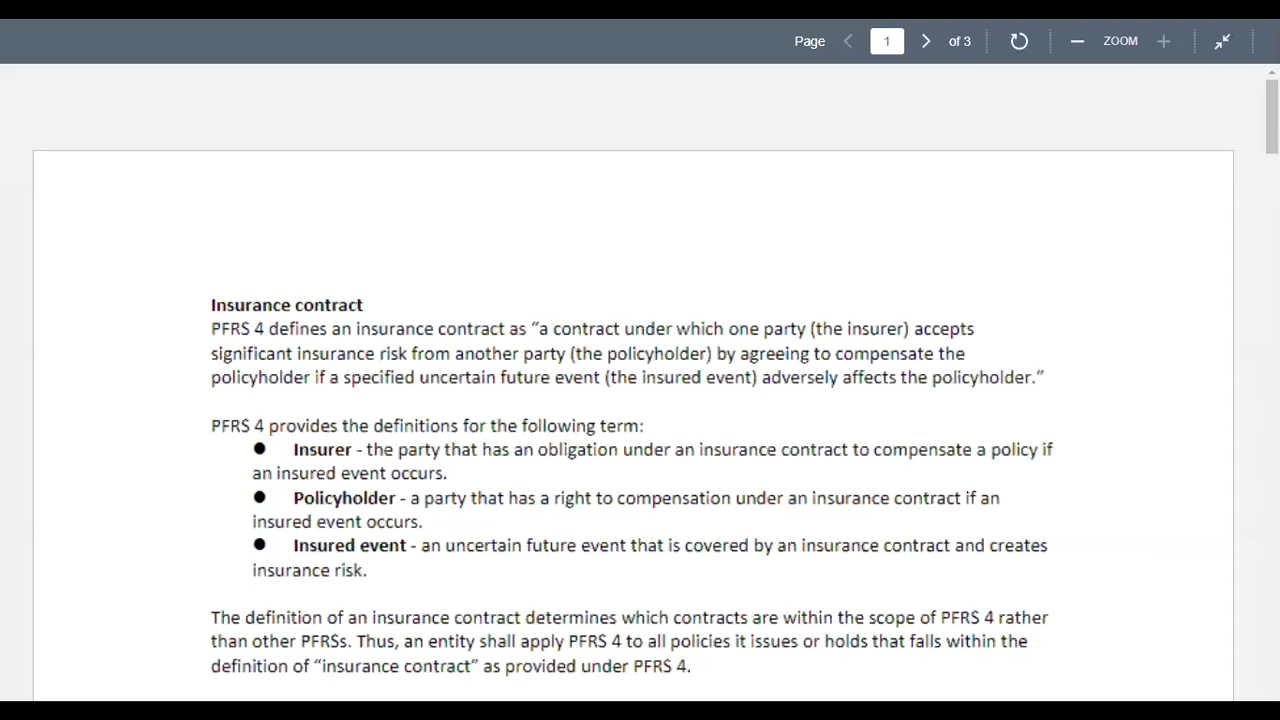 Page 1 of 3 ZOOM
Insurance contract
PFRS 4 defines an insurance contract as “a contract under which one party (the insurer) accepts
significant insurance risk from another party (the policyholder) by agreeing to compensate the
policyholder if a specified uncertain future event (the insured event) adversely affects the policyholder.”
PFRS 4 provides the definitions for the following term:
● Insurer - the party that has an obligation under an insurance contract to compensate a policy if
an insured event occurs.
● Policyholder - a party that has a right to compensation under an insurance contract if an
insured event occurs.
● Insured event - an uncertain future event that is covered by an insurance contract and creates
insurance risk.
The definition of an insurance contract determines which contracts are within the scope of PFRS 4 rather
than other PFRSs. Thus, an entity shall apply PFRS 4 to all policies it issues or holds that falls within the
definition of “insurance contract” as provided under PFRS 4.